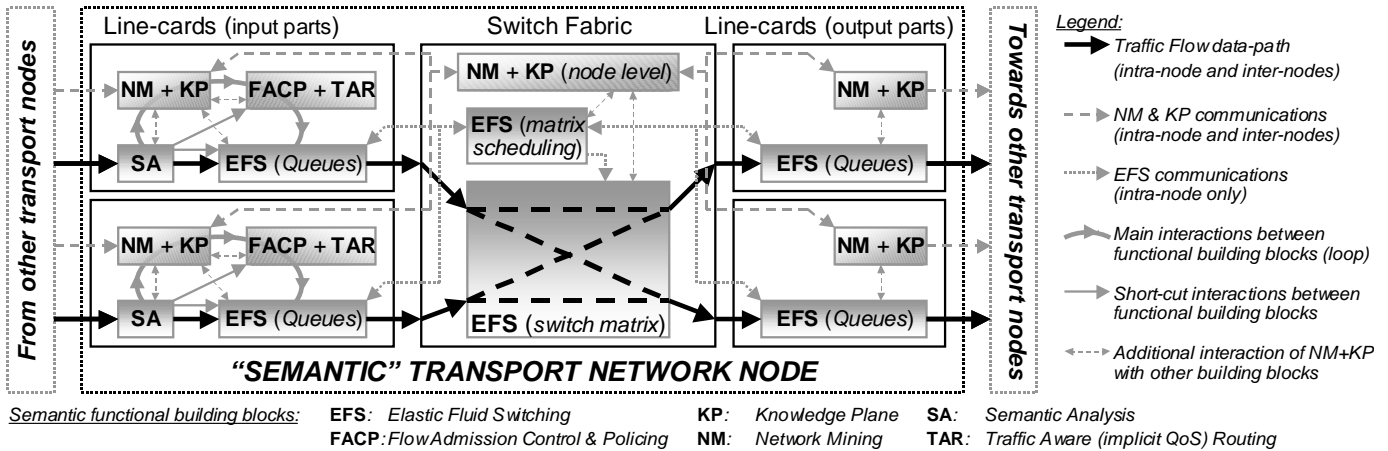 From other transport nodes
Line-cards (input parts)
Switch Fabric
Line-cards (output parts)
NM + KP
FACP + TAR
SA
EFS (Queues)
NM + KP
FACP + TAR
SA
EFS (Queues)
NM + KP (node level)
EFS (matrix
scheduling)
EFS (switch matrix)
NM + KP
EFS (Queues)
NM + KP
EFS (Queues)
“SEMANTIC” TRANSPORT NETWORK NODE
Towards other transport nodes
Legend:
Traffic Flow data-path
(intra-node and inter-nodes)
NM & KP communications
(intra-node and inter-nodes)
EFS communications
(intra-node only)
Main interactions between
functional building blocks (loop)
Short-cut interactions between
functional building blocks
Additional interaction of NM+KP
with other building blocks
Semantic functional building blocks:
EFS: Elastic Fluid Switching
KP: Knowledge Plane
SA: Semantic Analysis
FACP: Flow Admission Control & Policing
NM: Network Mining
TAR: Traffic Aware (implicit QoS) Routing